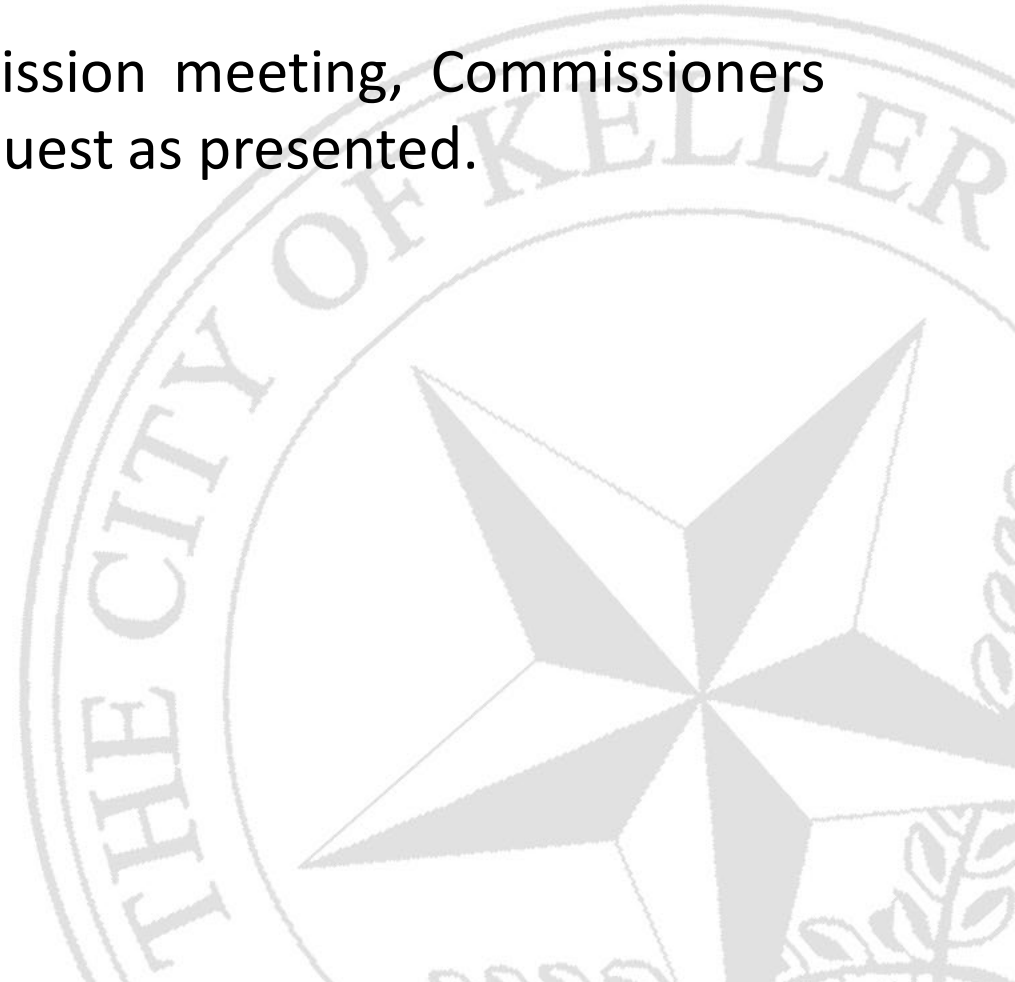 ission meeting, Commissioners
uest as presented.
THE CITY OF KELLER